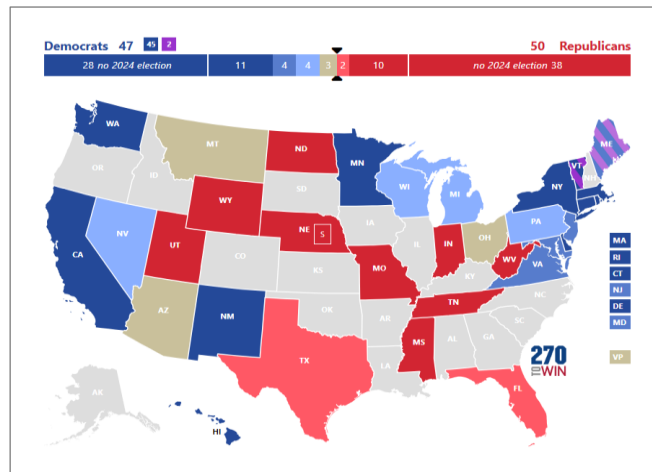 Democrats 47 45 2 50 Republicans
28 no 2024 election 11 4 4 3 2 10 no 2024 election 38
WA
OR
ID
MT
ND
MN
WY
SD
WI
MI
NY
VT
NH
ME
CA
NV
UT
CO
NE S
IA
IL
IN
OH
PA
WV
VA
KS
MO
KY
AZ
NM
OK
AR
TN
NC
SC
TX
LA
MS
AL
GA
FL
AK
HI
MA
RI
CT
NJ
DE
MD
VP
270
TO WIN